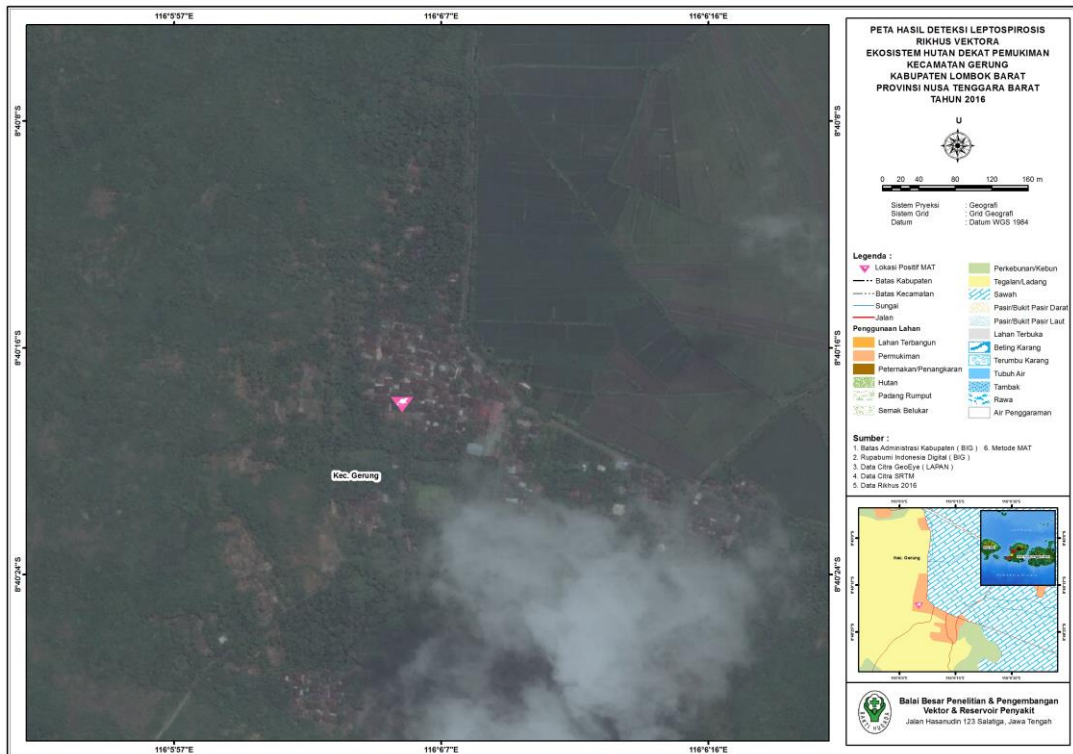 116°5'57"E
116°6'7"E
116°6'16"E
8°40'8"S
8°40'8"S
8°40'16"S
8°40'16"S
Kec. Gerung
8°40'24"S
8°40'24"S
116°5'57"E
116°6'7"E
116°6'16"E
PETA HASIL DETEKSI LEPTOSPIROSIS
RIKHUS VEKTORA
EKOSISTEM HUTAN DEKAT PEMUKIMAN
KECAMATAN GERUNG
KABUPATEN LOMBOK BARAT
PROVINSI NUSA TENGGARA BARAT
TAHUN 2016
U
0 20 40 80 120 160 m
Sistem Pryeksi : Geografi
Sistem Grid : Grid Geografi
Datum : Datum WGS 1984
Legenda :
Lokasi Positif MAT
Batas Kabupaten
Batas Kecamatan
Sungai
Jalan
Penggunaan Lahan
Lahan Terbangun
Permukiman
Peternakan/Penangkaran
Hutan
Padang Rumput
Semak Belukar
Perkebunan/Kebun
Tegalan/Ladang
Sawah
Pasir/Bukit Pasir Darat
Pasir/Bukit Pasir Laut
Lahan Terbuka
Beting Karang
Terumbu Karang
Tubuh Air
Tambak
Rawa
Air Penggaraman
Sumber :
1. Batas Administrasi Kabupaten ( BIG ) 6. Metode MAT
2. Rupabumi Indonesia Digital ( BIG )
3. Data Citra GeoEye ( LAPAN )
4. Data Citra SRTM
5. Data Rikhus 2016
Kec. Gerung
BAKTI HUSADA
Balai Besar Penelitian & Pengembangan
Vektor & Reservoir Penyakit
Jalan Hasanudin 123 Salatiga, Jawa Tengah